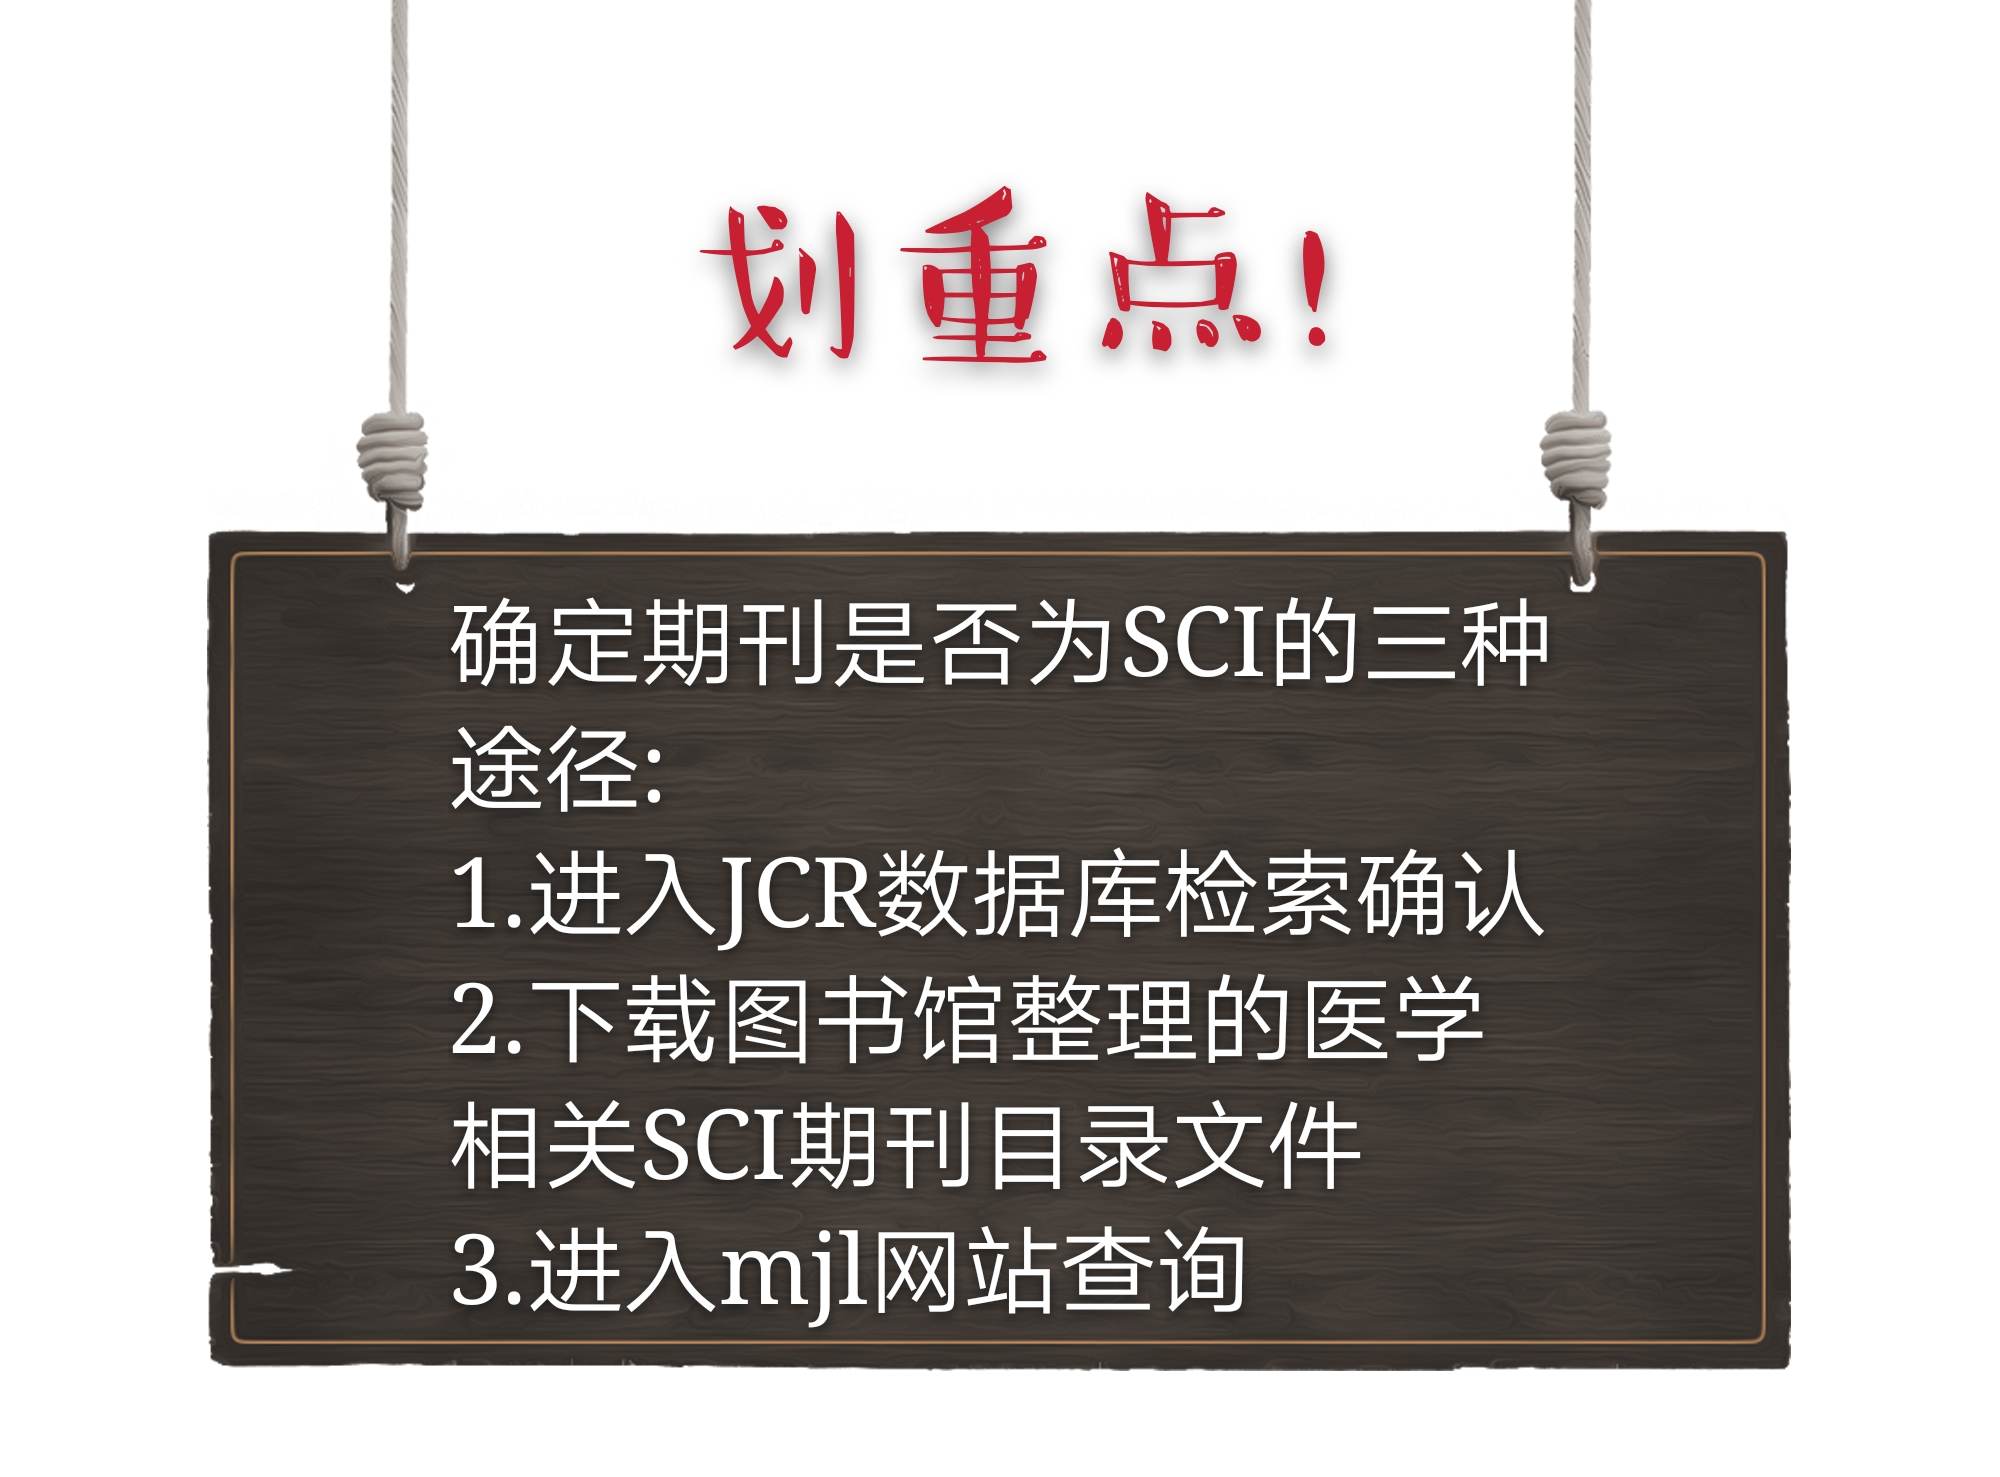 划重点!
确定期刊是否为SCI的三种
途径:
1.进入JCR数据库检索确认
2.下载图书馆整理的医学
相关SCI期刊目录文件
3.进入mjl网站查询